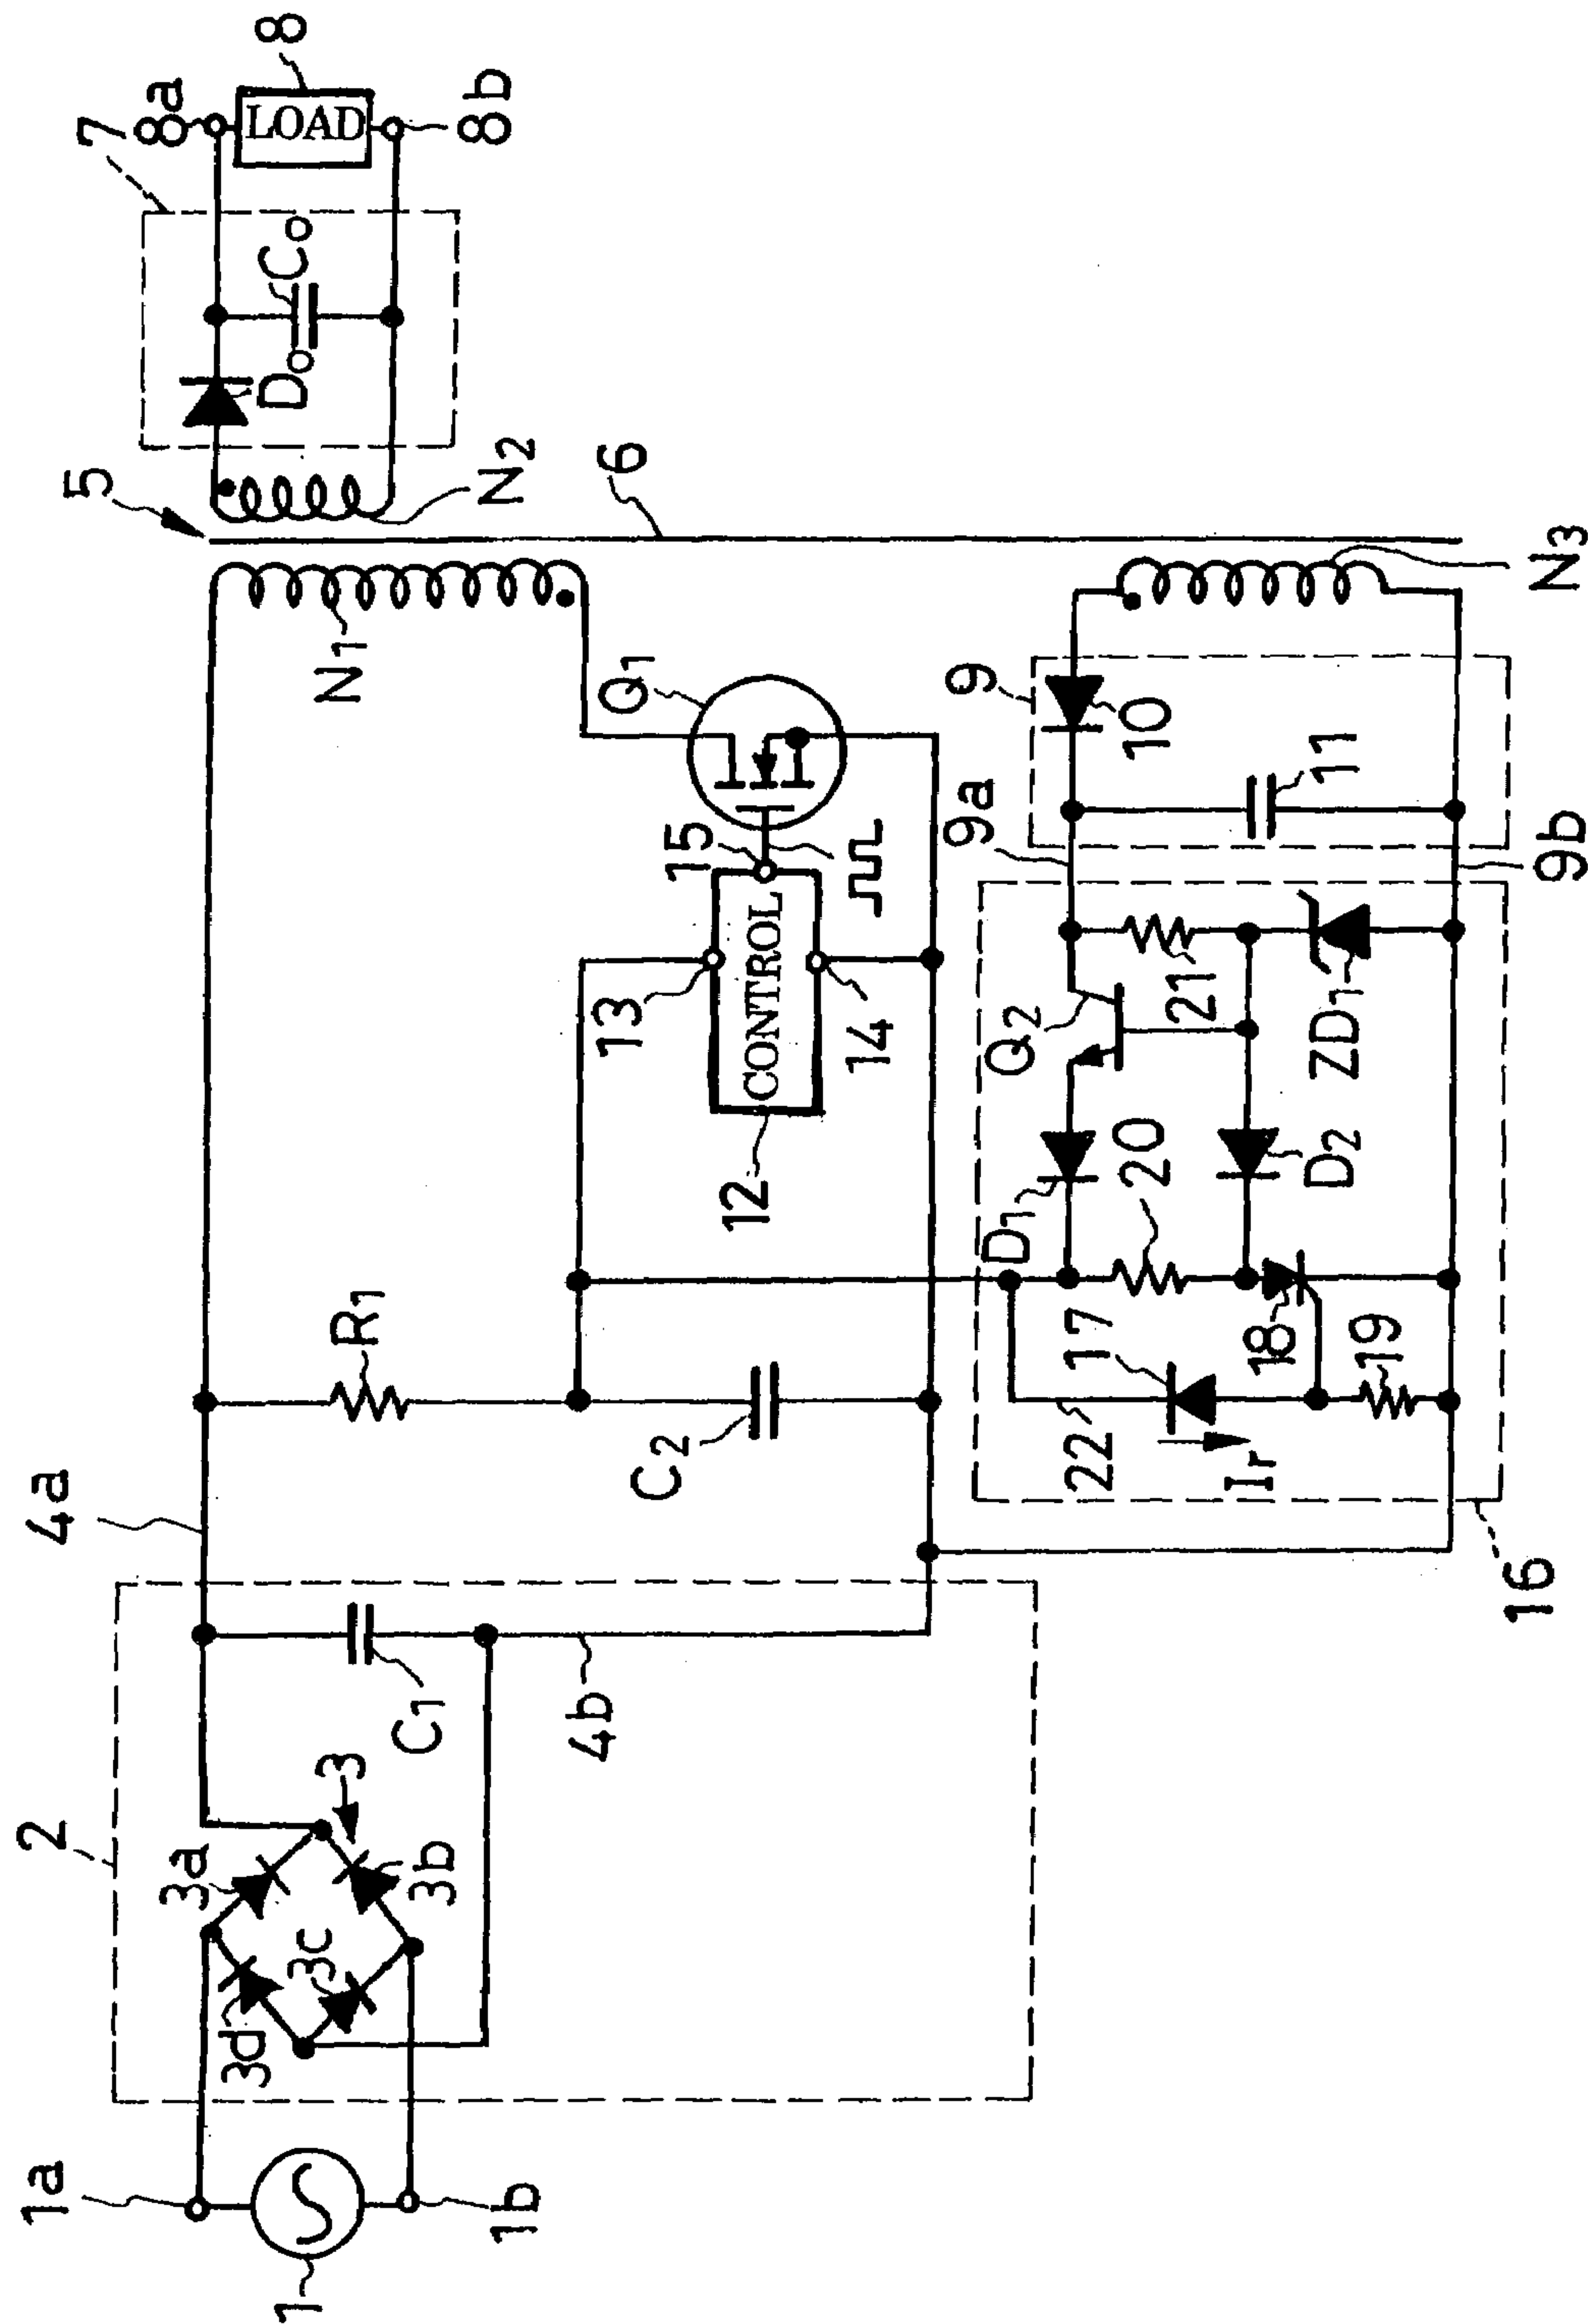 1
1a
1b
2
3
3a
3b
3c
3d
C1
4a
4b
R1
C2
5
N1
N2
6
7
Do
Co
8
8a
8b
LOAD
Q1
12
CONTROL
13
14
15
9
9a
9b
10
11
N3
16
D1
Q2
20
21
ZD1
D2
17
18
19
22
Ir